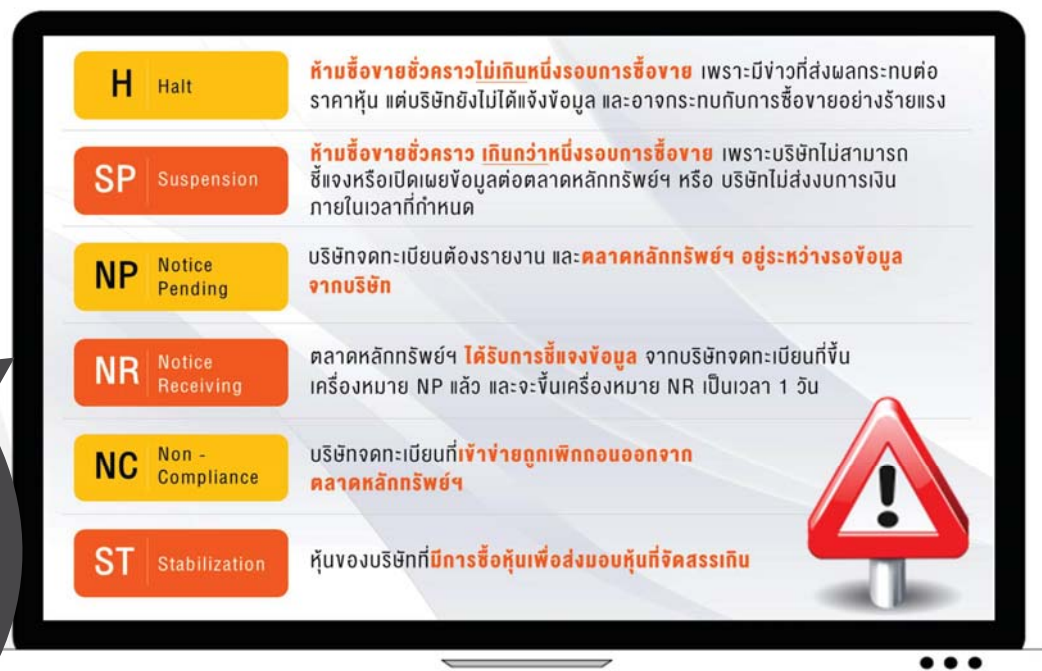 H Halt
ห้ามซื้อขายชั่วคราวไม่เกินหนึ่งรอบการซื้อขาย เพราะมีข่าวที่ส่งผลกระทบต่อ
ราคาหุ้น แต่บริษัทยังไม่ได้แจ้งข้อมูล และอาจกระทบกับการซื้อขายอย่างร้ายแรง
SP Suspension
ห้ามซื้อขายชั่วคราว เกินกว่าหนึ่งรอบการซื้อขาย เพราะบริษัทไม่สามารถ
ชี้แจงหรือเปิดเผยข้อมูลต่อตลาดหลักทรัพย์ฯ หรือ บริษัทไม่ส่งงบการเงิน
ภายในเวลาที่กำหนด
NP Notice
Pending
บริษัทจดทะเบียนต้องรายงาน และตลาดหลักทรัพย์ฯ อยู่ระหว่างรอข้อมูล
จากบริษัท
NR Notice
Receiving
ตลาดหลักทรัพย์ฯ ได้รับการชี้แจงข้อมูล จากบริษัทจดทะเบียนที่ขึ้น
เครื่องหมาย NP แล้ว และจะขึ้นเครื่องหมาย NR เป็นเวลา 1 วัน
NC Non -
Compliance
บริษัทจดทะเบียนที่เข้าข่ายถูกเพิกถอนออกจาก
ตลาดหลักทรัพย์ฯ
ST Stabilization
หุ้นของบริษัทที่มีการซื้อหุ้นเพื่อส่งมอบหุ้นที่จัดสรรเกิน